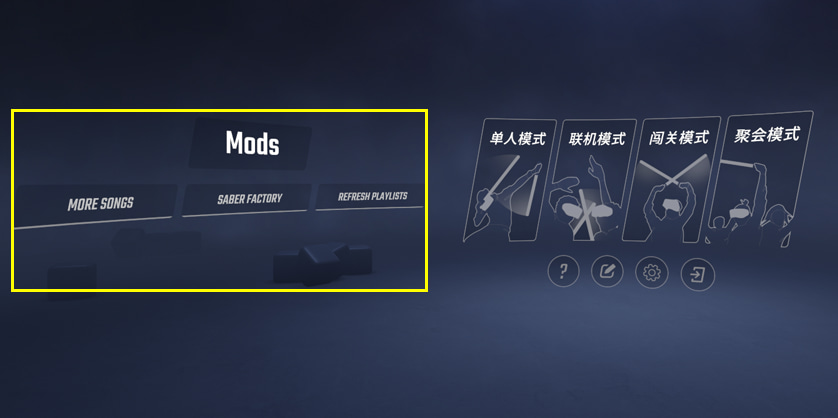 Mods
MORE SONGS
SABER FACTORY
REFRESH PLAYLISTS
单人模式
联机模式
闯关模式
聚会模式
?